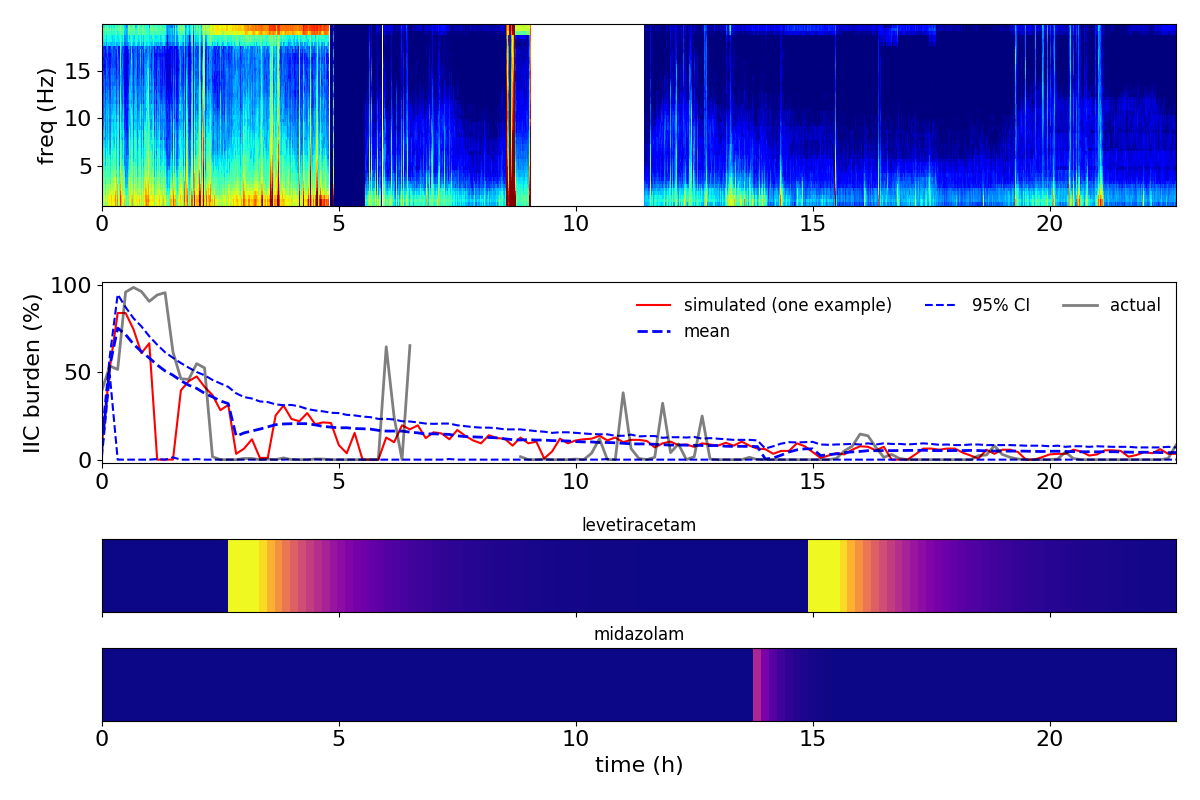 freq (Hz)
15
10
5
0 5 10 15 20
IIC burden (%)
100
50
0
simulated (one example)
mean
95% CI
actual
0 5 10 15 20
levetiracetam
midazolam
0 5 10 15 20
time (h)